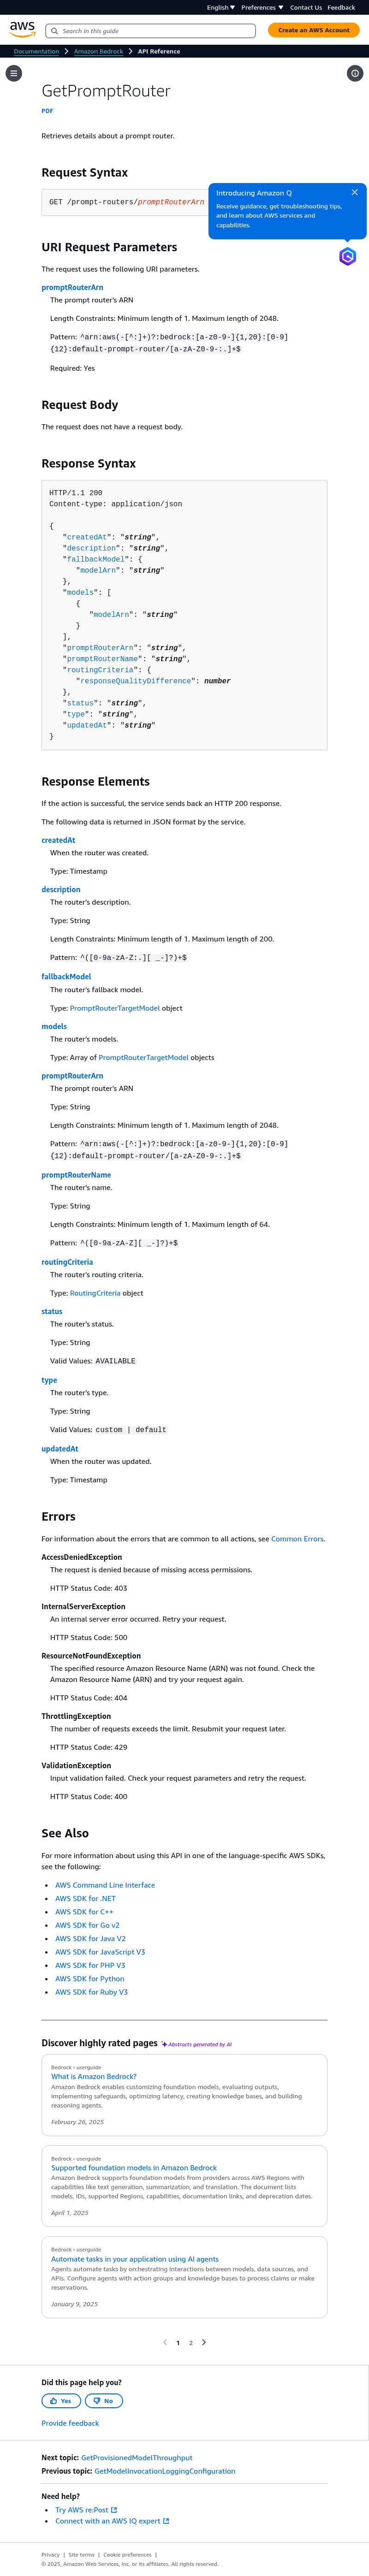 English Preferences Contact Us Feedback
aws
Search in this guide
Create an AWS Account
Documentation > Amazon Bedrock > API Reference
GetPromptRouter
PDF
Retrieves details about a prompt router.
Request Syntax
GET /prompt-routers/promptRouterArn
Introducing Amazon Q
Receive guidance, get troubleshooting tips,
and learn about AWS services and
capabilities.
URI Request Parameters
The request uses the following URI parameters.
promptRouterArn
The prompt router's ARN
Length Constraints: Minimum length of 1. Maximum length of 2048.
Pattern: ^arn:aws(-[^:]+)?:bedrock:[a-z0-9-]{1,20}:[0-9]
{12}:default-prompt-router/[a-zA-Z0-9-:.]+$
Required: Yes
Request Body
The request does not have a request body.
Response Syntax
HTTP/1.1 200
Content-type: application/json
{
"createdAt": "string",
"description": "string",
"fallbackModel": {
"modelArn": "string"
},
"models": [
{
"modelArn": "string"
}
],
"promptRouterArn": "string",
"promptRouterName": "string",
"routingCriteria": {
"responseQualityDifference": number
},
"status": "string",
"type": "string",
"updatedAt": "string"
}
Response Elements
If the action is successful, the service sends back an HTTP 200 response.
The following data is returned in JSON format by the service.
createdAt
When the router was created.
Type: Timestamp
description
The router's description.
Type: String
Length Constraints: Minimum length of 1. Maximum length of 200.
Pattern: ^([0-9a-zA-Z:.][ _-]?)+$
fallbackModel
The router's fallback model.
Type: PromptRouterTargetModel object
models
The router's models.
Type: Array of PromptRouterTargetModel objects
promptRouterArn
The prompt router's ARN
Type: String
Length Constraints: Minimum length of 1. Maximum length of 2048.
Pattern: ^arn:aws(-[^:]+)?:bedrock:[a-z0-9-]{1,20}:[0-9]
{12}:default-prompt-router/[a-zA-Z0-9-:.]+$
promptRouterName
The router's name.
Type: String
Length Constraints: Minimum length of 1. Maximum length of 64.
Pattern: ^([0-9a-zA-Z][ _-]?)+$
routingCriteria
The router's routing criteria.
Type: RoutingCriteria object
status
The router's status.
Type: String
Valid Values: AVAILABLE
type
The router's type.
Type: String
Valid Values: custom | default
updatedAt
When the router was updated.
Type: Timestamp
Errors
For information about the errors that are common to all actions, see Common Errors.
AccessDeniedException
The request is denied because of missing access permissions.
HTTP Status Code: 403
InternalServerException
An internal server error occurred. Retry your request.
HTTP Status Code: 500
ResourceNotFoundException
The specified resource Amazon Resource Name (ARN) was not found. Check the
Amazon Resource Name (ARN) and try your request again.
HTTP Status Code: 404
ThrottlingException
The number of requests exceeds the limit. Resubmit your request later.
HTTP Status Code: 429
ValidationException
Input validation failed. Check your request parameters and retry the request.
HTTP Status Code: 400
See Also
For more information about using this API in one of the language-specific AWS SDKs,
see the following:
• AWS Command Line Interface
• AWS SDK for .NET
• AWS SDK for C++
• AWS SDK for Go v2
• AWS SDK for Java V2
• AWS SDK for JavaScript V3
• AWS SDK for PHP V3
• AWS SDK for Python
• AWS SDK for Ruby V3
Discover highly rated pages Abstracts generated by AI
Bedrock › userguide
What is Amazon Bedrock?
Amazon Bedrock enables customizing foundation models, evaluating outputs,
implementing safeguards, optimizing latency, creating knowledge bases, and building
reasoning agents.
February 26, 2025
Bedrock › userguide
Supported foundation models in Amazon Bedrock
Amazon Bedrock supports foundation models from providers across AWS Regions with
capabilities like text generation, summarization, and translation. The document lists
models, IDs, supported Regions, capabilities, documentation links, and deprecation dates.
April 1, 2025
Bedrock › userguide
Automate tasks in your application using AI agents
Agents automate tasks by orchestrating interactions between models, data sources, and
APIs. Configure agents with action groups and knowledge bases to process claims or make
reservations.
January 9, 2025
1 2
Did this page help you?
Yes No
Provide feedback
Next topic: GetProvisionedModelThroughput
Previous topic: GetModelInvocationLoggingConfiguration
Need help?
• Try AWS re:Post
• Connect with an AWS IQ expert
Privacy | Site terms | Cookie preferences |
© 2025, Amazon Web Services, Inc. or its affiliates. All rights reserved.